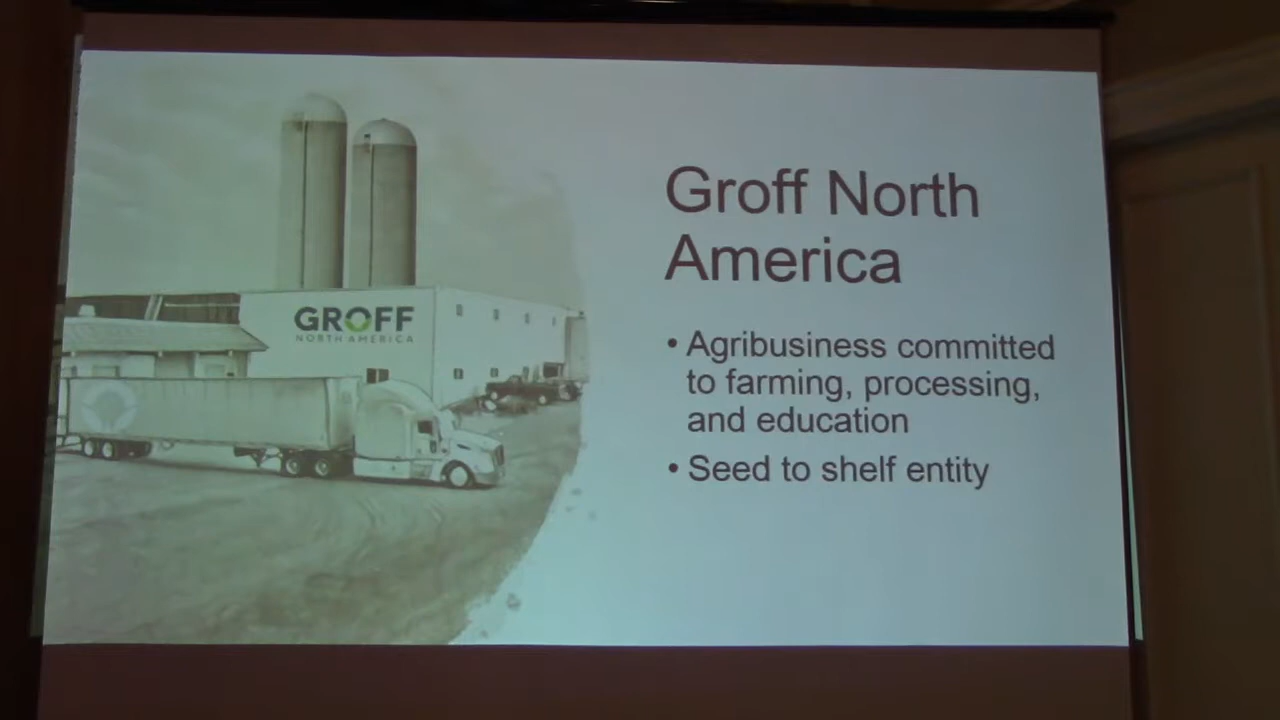 GROFF
NORTH AMERICA
Groff North
America
• Agribusiness committed
to farming, processing,
and education
• Seed to shelf entity